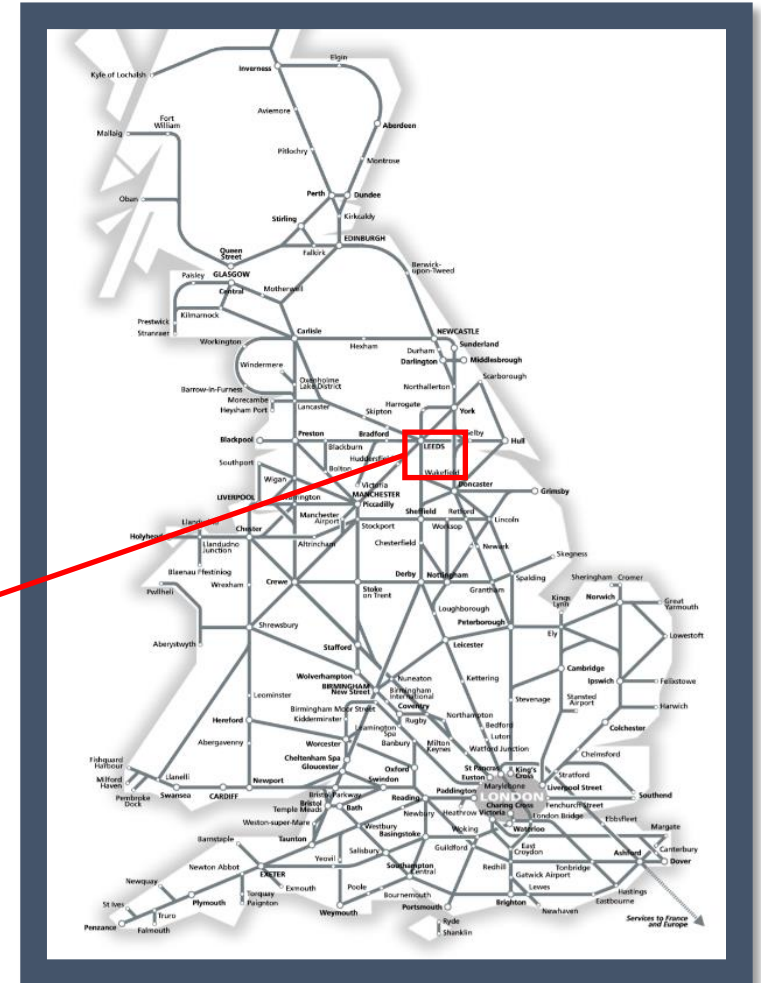 Elgin
Inverness
Kyle of Lochalsh
Aviemore
Fort
William
Mallaig
Aberdeen
Pitlochry
Montrose
Perth
Dundee
Oban
Stirling
Kirkcaldy
EDINBURGH
Queen
Street
Falkirk
Berwick-
upon-Tweed
Paisley
GLASGOW
Central
Motherwell
Kilmarnock
Prestwick
Stranraer
Carlisle
NEWCASTLE
Workington
Hexham
Sunderland
Durham
Darlington
Middlesbrough
Windermere
Scarborough
Oxenholme
Lake District
Northallerton
Barrow-in-Furness
Morecambe
Heysham Port
Lancaster
Harrogate
York
Skipton
Blackpool
Preston
Bradford
Blackburn
LEEDS
Selby
Hull
Southport
Bolton
Huddersfield
Wakefield
Wigan
Victoria
MANCHESTER
Piccadilly
Doncaster
Grimsby
LIVERPOOL
Warrington
Manchester
Airport
Stockport
Sheffield
Retford
Lincoln
Worksop
Llandudno
Holyhead
Llandudno
Junction
Chester
Altrincham
Chesterfield
Newark
Skegness
Blaenau Ffestiniog
Pwllheli
Wrexham
Crewe
Stoke
on Trent
Derby
Nottingham
Grantham
Spalding
Sheringham
Cromer
Kings
Lynn
Norwich
Great
Yarmouth
Loughborough
Peterborough
Aberystwyth
Shrewsbury
Stafford
Leicester
Ely
Lowestoft
Wolverhampton
BIRMINGHAM
New Street
Nuneaton
Birmingham
International
Kettering
Cambridge
Ipswich
Felixstowe
Leominster
Birmingham Moor Street
Kidderminster
Coventry
Rugby
Northampton
Stevenage
Stansted
Airport
Harwich
Hereford
Leamington
Spa
Bedford
Colchester
Abergavenny
Worcester
Banbury
Milton
Keynes
Luton
Watford Junction
Chelmsford
Fishguard
Harbour
Cheltenham Spa
Gloucester
Oxford
St Pancras
Euston
King's
Cross
Stratford
Milford
Haven
Llanelli
Newport
Swindon
Marylebone
Liverpool Street
Pembroke
Dock
Swansea
CARDIFF
Bristol Parkway
Bristol
Temple Meads
Bath
Reading
Paddington
LONDON
Southend
Charing Cross
Fenchurch Street
Newbury
Heathrow
Victoria
London Bridge
Ebbsfleet
Weston-super-Mare
Westbury
Basingstoke
Woking
Waterloo
Margate
Barnstaple
Taunton
Salisbury
Guildford
East
Croydon
Canterbury
Newton Abbot
Yeovil
Southampton
Central
Redhill
Tonbridge
Ashford
Dover
Gatwick Airport
Newquay
EXETER
Exmouth
Poole
Bournemouth
Lewes
Hastings
Eastbourne
St Ives
Plymouth
Torquay
Paignton
Weymouth
Portsmouth
Brighton
Newhaven
Truro
Penzance
Falmouth
Ryde
Shanklin
Services to France
and Europe